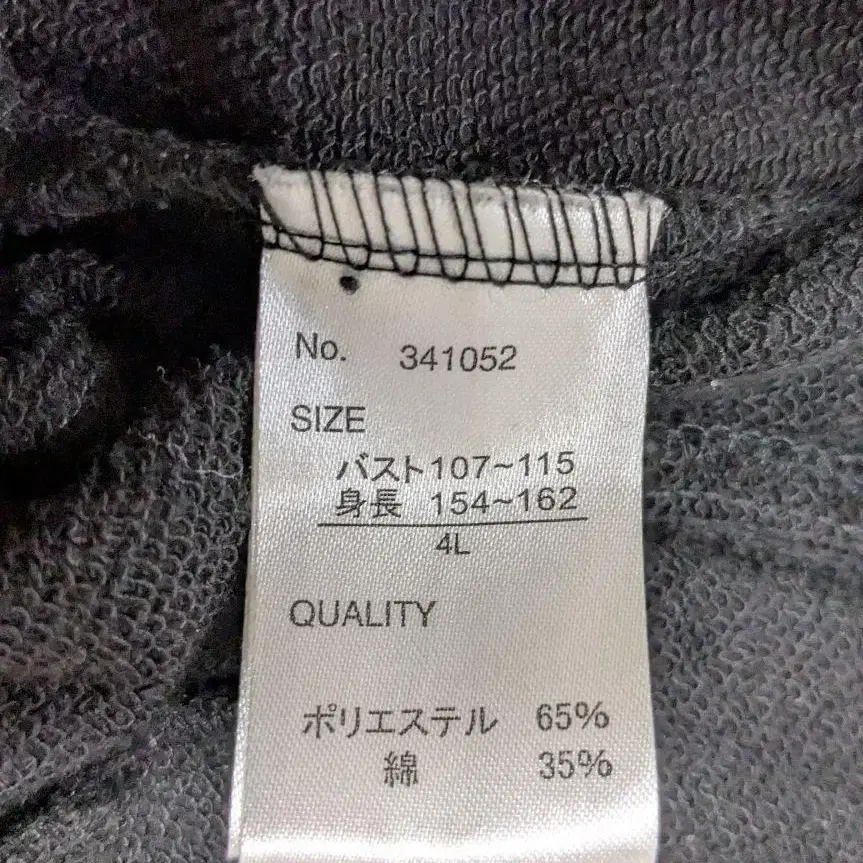 No. 341052
SIZE
バスト107~115
身長 154~162
4L
QUALITY
ポリエステル 65%
綿 35%